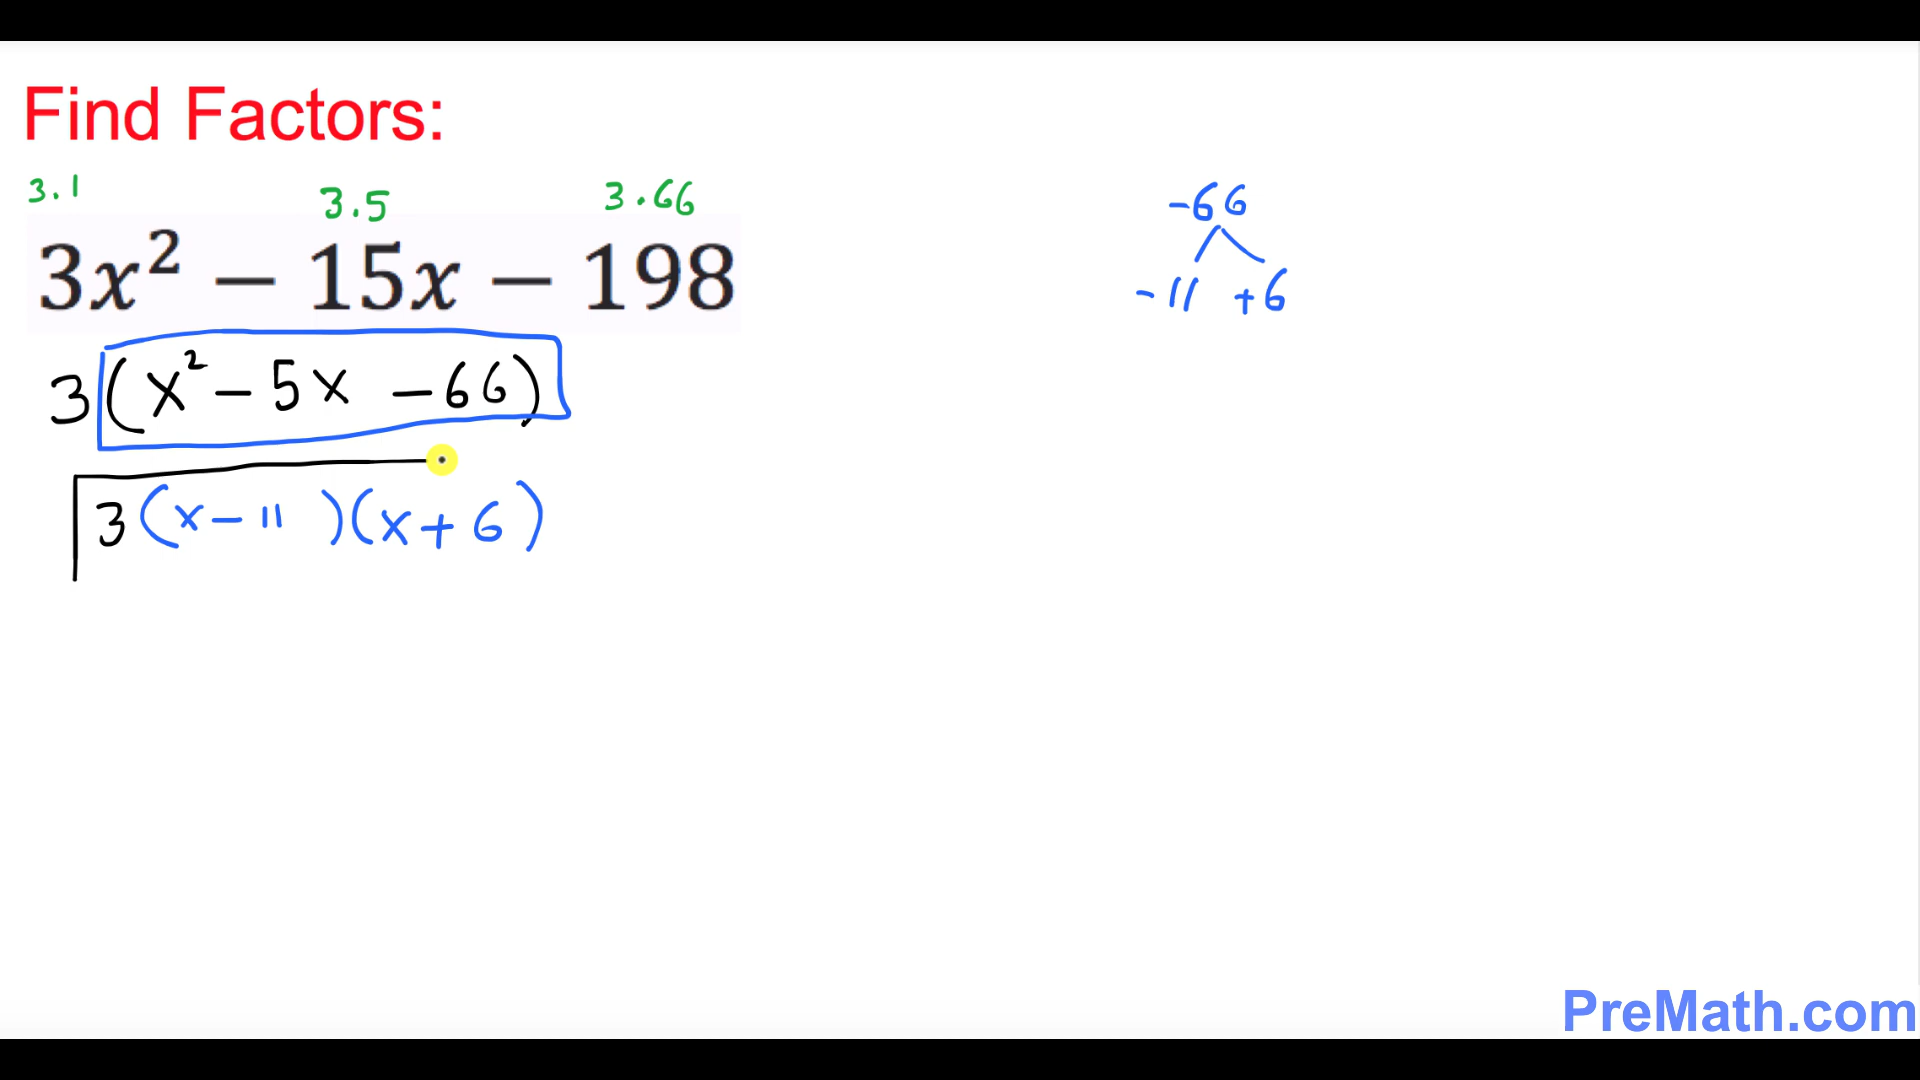 Find Factors:
3.1 3.5 3.66
3x² − 15x − 198
3(x² − 5x − 66)
3(x − 11)(x + 6)
-66
-11 +6
PreMath.com